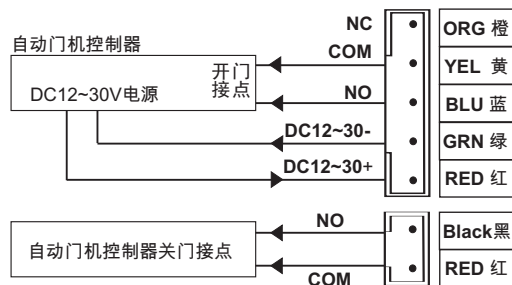 NC
ORG 橙
自动门机控制器
COM
YEL 黄
开门
接点
DC12~30V电源
NO
BLU 蓝
DC12~30-
GRN 绿
DC12~30+
RED 红
NO
Black黑
自动门机控制器关门接点
COM
RED 红